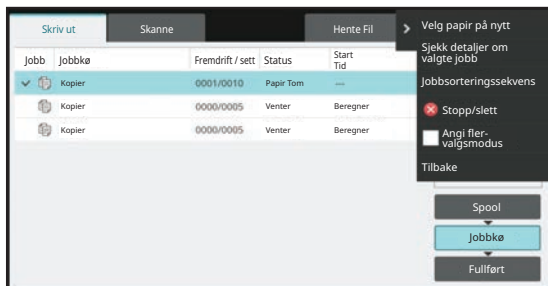 Skriv ut Skanne Hente Fil
Velg papir på nytt
Sjekk detaljer om
valgte jobb
Jobbsorteringssekvens
Stopp/slett
Angi fler-
valgsmodus
Tilbake
Jobb Jobbkø Fremdrift / sett Status Start
Tid
Kopier 0001/0010 Papir Tom ---
Kopier 0000/0005 Venter Beregner
Kopier 0000/0005 Venter Beregner
Spool
Jobbkø
Fullført